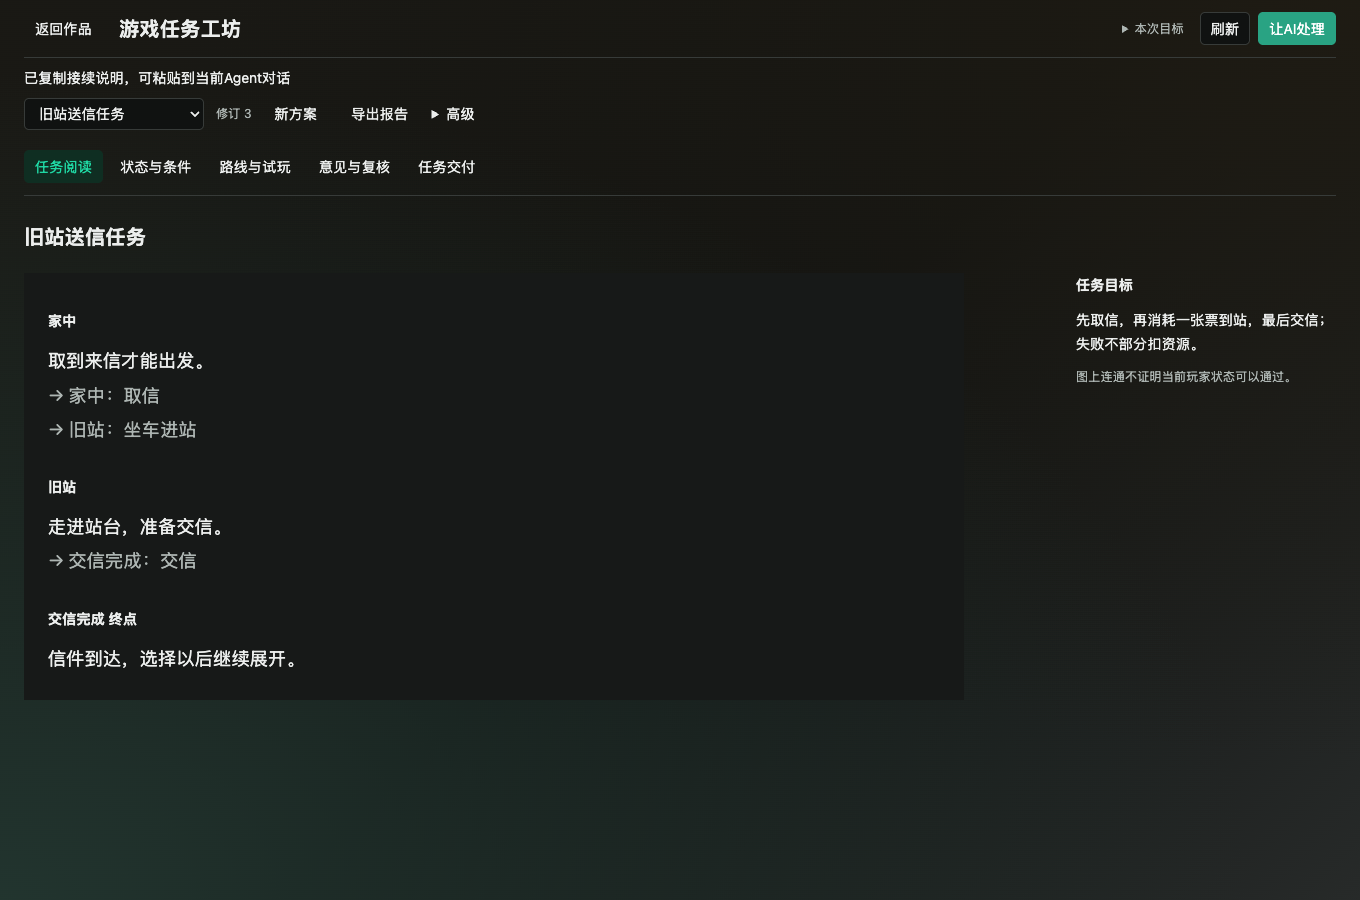 返回作品
游戏任务工坊
本次目标
刷新
让AI处理
已复制接续说明，可粘贴到当前Agent对话
旧站送信任务
修订 3
新方案
导出报告
高级
任务阅读
状态与条件
路线与试玩
意见与复核
任务交付
旧站送信任务
家中
取到来信才能出发。
→ 家中：取信
→ 旧站：坐车进站
旧站
走进站台，准备交信。
→ 交信完成：交信
交信完成 终点
信件到达，选择以后继续展开。
任务目标
先取信，再消耗一张票到站，最后交信；
失败不部分扣资源。
图上连通不证明当前玩家状态可以通过。